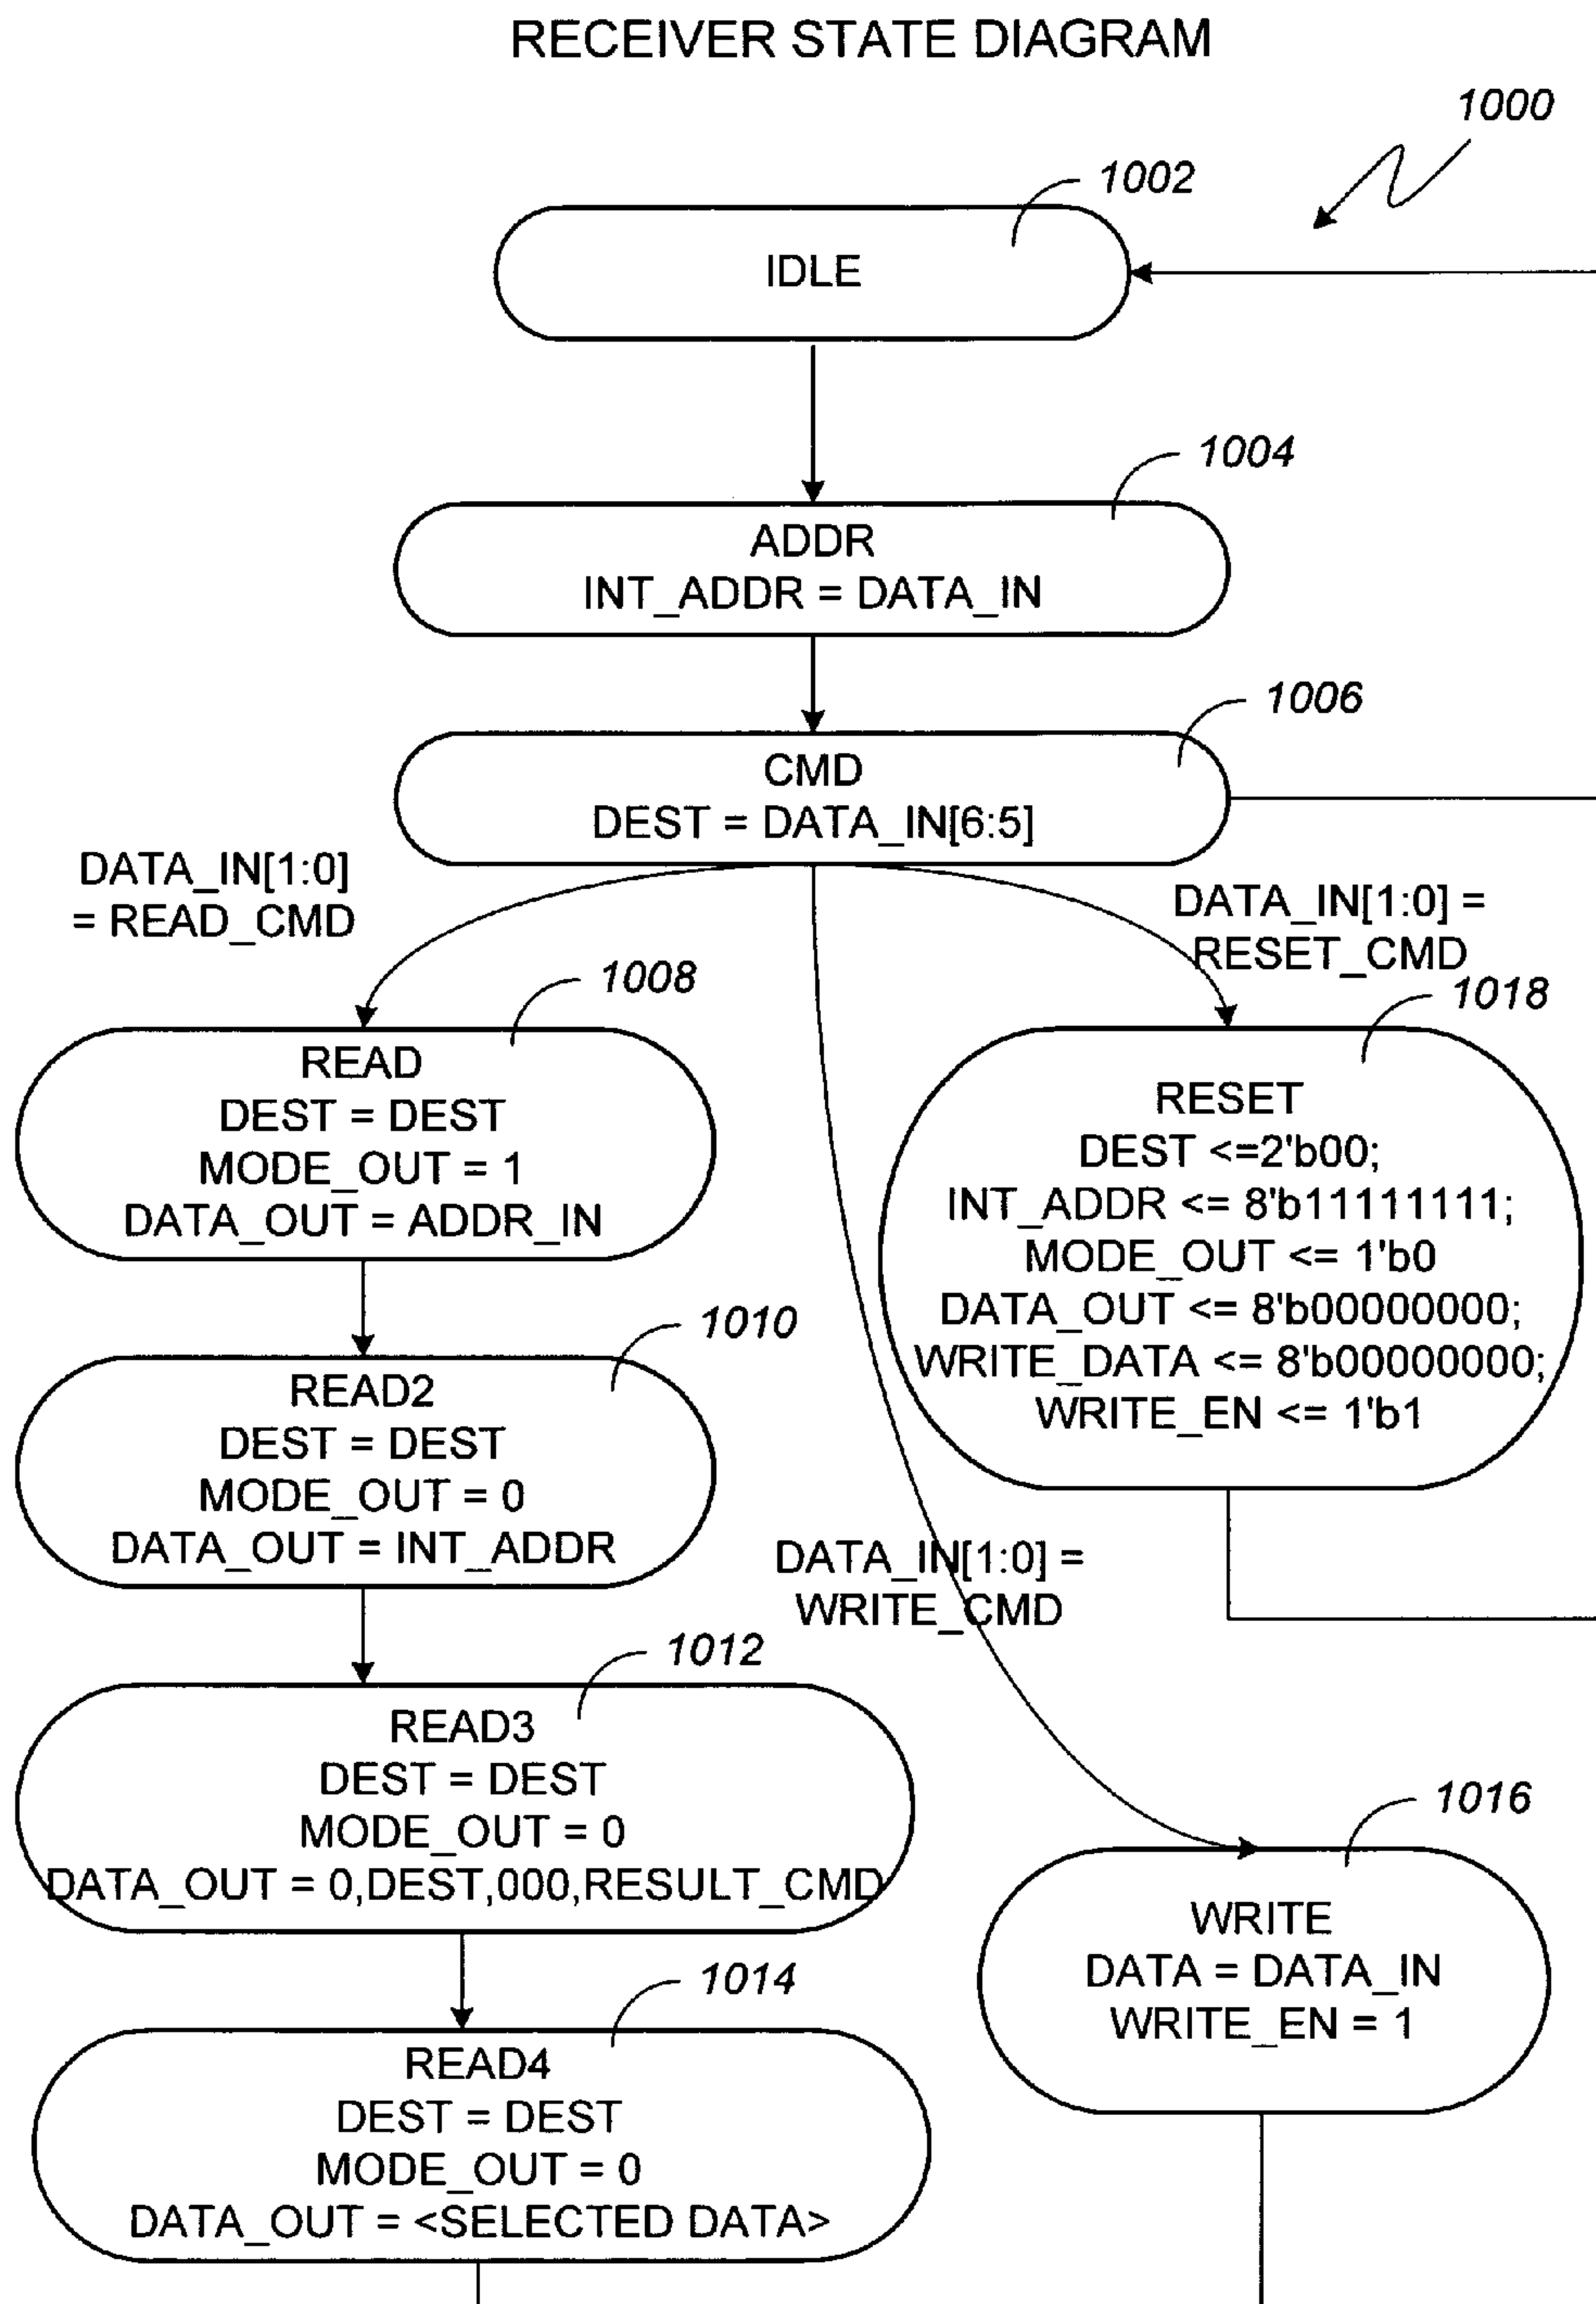 RECEIVER STATE DIAGRAM
1000
1002
IDLE
1004
ADDR
INT_ADDR = DATA_IN
1006
CMD
DEST = DATA_IN[6:5]
DATA_IN[1:0]
= READ_CMD
DATA_IN[1:0] =
RESET_CMD
1008
READ
DEST = DEST
MODE_OUT = 1
DATA_OUT = ADDR_IN
1018
RESET
DEST <=2'b00;
INT_ADDR <= 8'b11111111;
MODE_OUT <= 1'b0
DATA_OUT <= 8'b00000000;
WRITE_DATA <= 8'b00000000;
WRITE_EN <= 1'b1
1010
READ2
DEST = DEST
MODE_OUT = 0
DATA_OUT = INT_ADDR
DATA_IN[1:0] =
WRITE_CMD
1012
READ3
DEST = DEST
MODE_OUT = 0
DATA_OUT = 0,DEST,000,RESULT_CMD
1016
WRITE
DATA = DATA_IN
WRITE_EN = 1
1014
READ4
DEST = DEST
MODE_OUT = 0
DATA_OUT = <SELECTED DATA>